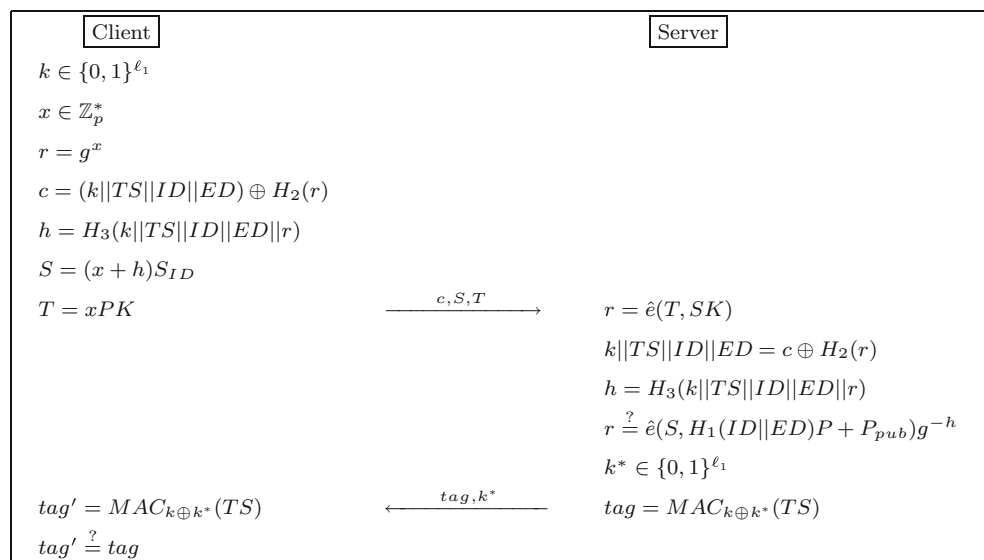 Client Server
k ∈ {0, 1}^{ℓ₁}
x ∈ ℤ*_p
r = g^x
c = (k||TS||ID||ED) ⊕ H₂(r)
h = H₃(k||TS||ID||ED||r)
S = (x + h)S_{ID}
T = xPK c, S, T r = ê(T, SK)
k||TS||ID||ED = c ⊕ H₂(r)
h = H₃(k||TS||ID||ED||r)
r ≟ ê(S, H₁(ID||ED)P + P_{pub})g^{−h}
k* ∈ {0, 1}^{ℓ₁}
tag′ = MAC_{k⊕k*}(TS) tag, k* tag = MAC_{k⊕k*}(TS)
tag′ ≟ tag